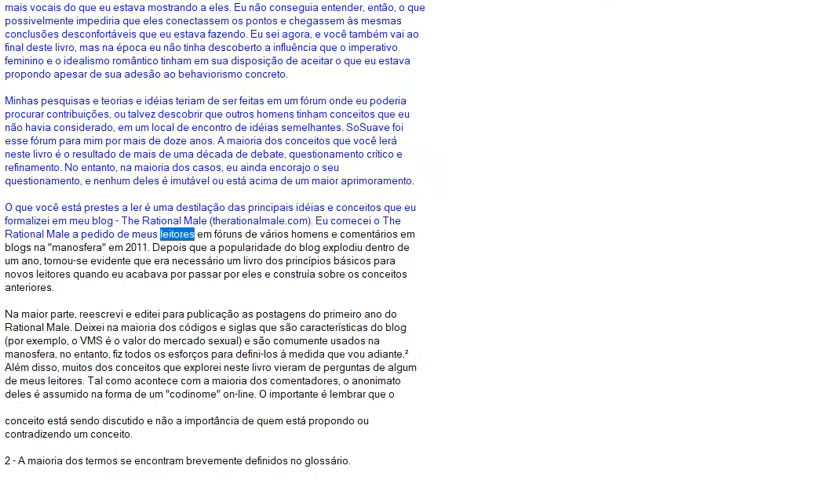 mais vocais do que eu estava mostrando a eles. Eu não conseguia entender, então, o que
possivelmente impediria que eles conectassem os pontos e chegassem às mesmas
conclusões desconfortáveis que eu estava fazendo. Eu sei agora, e você também vai ao
final deste livro, mas na época eu não tinha descoberto a influência que o imperativo
feminino e o idealismo romântico tinham em sua disposição de aceitar o que eu estava
propondo apesar de sua adesão ao behaviorismo concreto.
Minhas pesquisas e teorias e idéias teriam de ser feitas em um fórum onde eu poderia
procurar contribuições, ou talvez descobrir que outros homens tinham conceitos que eu
não havia considerado, em um local de encontro de idéias semelhantes. SoSuave foi
esse fórum para mim por mais de doze anos. A maioria dos conceitos que você lerá
neste livro é o resultado de mais de uma década de debate, questionamento crítico e
refinamento. No entanto, na maioria dos casos, eu ainda encorajo o seu
questionamento, e nenhum deles é imutável ou está acima de um maior aprimoramento.
O que você está prestes a ler é uma destilação das principais idéias e conceitos que eu
formalizei em meu blog - The Rational Male (therationalmale.com). Eu comecei o The
Rational Male a pedido de meus leitores em fóruns de vários homens e comentários em
blogs na "manosfera" em 2011. Depois que a popularidade do blog explodiu dentro de
um ano, tornou-se evidente que era necessário um livro dos princípios básicos para
novos leitores quando eu acabava por passar por eles e construía sobre os conceitos
anteriores.
Na maior parte, reescrevi e editei para publicação as postagens do primeiro ano do
Rational Male. Deixei na maioria dos códigos e siglas que são características do blog
(por exemplo, o VMS é o valor do mercado sexual) e são comumente usados na
manosfera, no entanto, fiz todos os esforços para defini-los à medida que vou adiante.²
Além disso, muitos dos conceitos que explorei neste livro vieram de perguntas de algum
de meus leitores. Tal como acontece com a maioria dos comentadores, o anonimato
deles é assumido na forma de um "codinome" on-line. O importante é lembrar que o
conceito está sendo discutido e não a importância de quem está propondo ou
contradizendo um conceito.
2 - A maioria dos termos se encontram brevemente definidos no glossário.